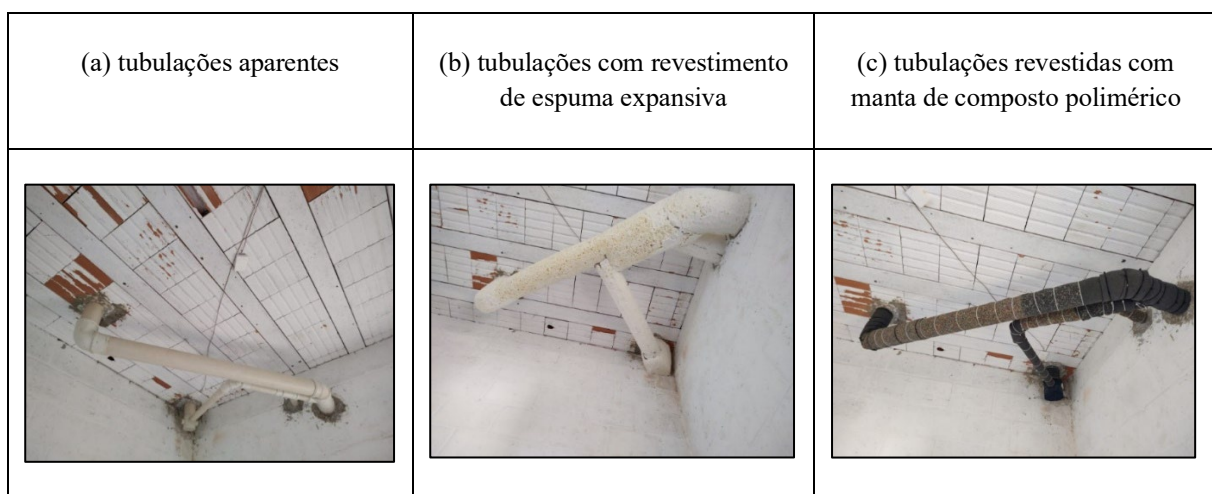 (a) tubulações aparentes
(b) tubulações com revestimento
de espuma expansiva
(c) tubulações revestidas com
manta de composto polimérico